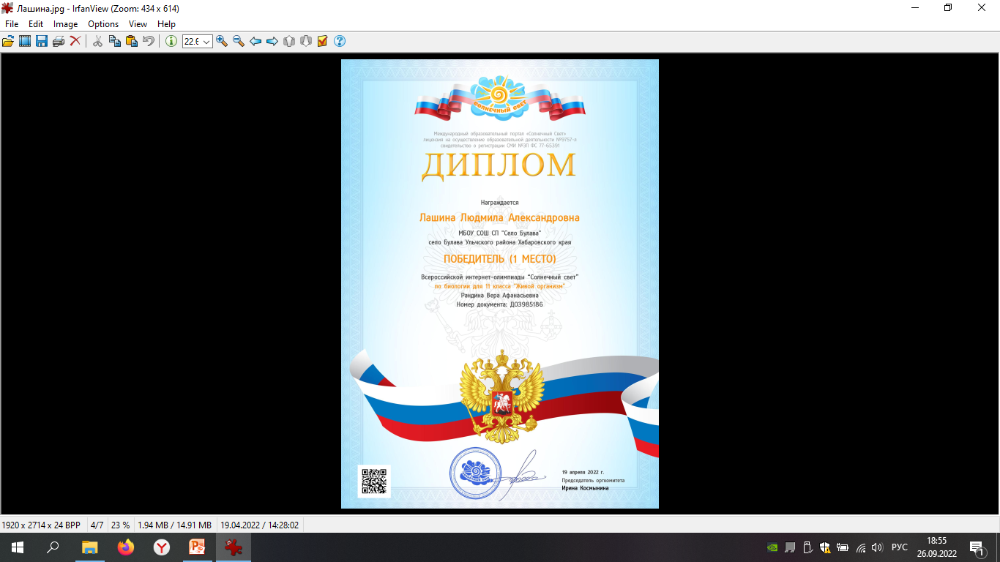 Лашина.jpg - IrfanView (Zoom: 434 x 614)
File Edit Image Options View Help
22.6
СОЛНЕЧНЫЙ СВЕТ
Международный образовательный портал «Солнечный Свет»
лицензия на осуществление образовательной деятельности №9757-л
свидетельство о регистрации СМИ №ЭЛ ФС 77-65391
ДИПЛОМ
Награждается
Лашина Людмила Александровна
МБОУ СОШ СП "Село Булава"
село Булава Ульчского района Хабаровского края
ПОБЕДИТЕЛЬ (1 МЕСТО)
Всероссийской интернет-олимпиады "Солнечный свет"
по биологии для 11 класса "Живой организм"
Рандина Вера Афанасьевна
Номер документа: ДО3985186
19 апреля 2022 г.
Председатель оргкомитета
Ирина Космынина
1920 x 2714 x 24 BPP 4/7 23 % 1.94 MB / 14.91 MB 19.04.2022 / 14:28:02
РУС
18:55
26.09.2022
1